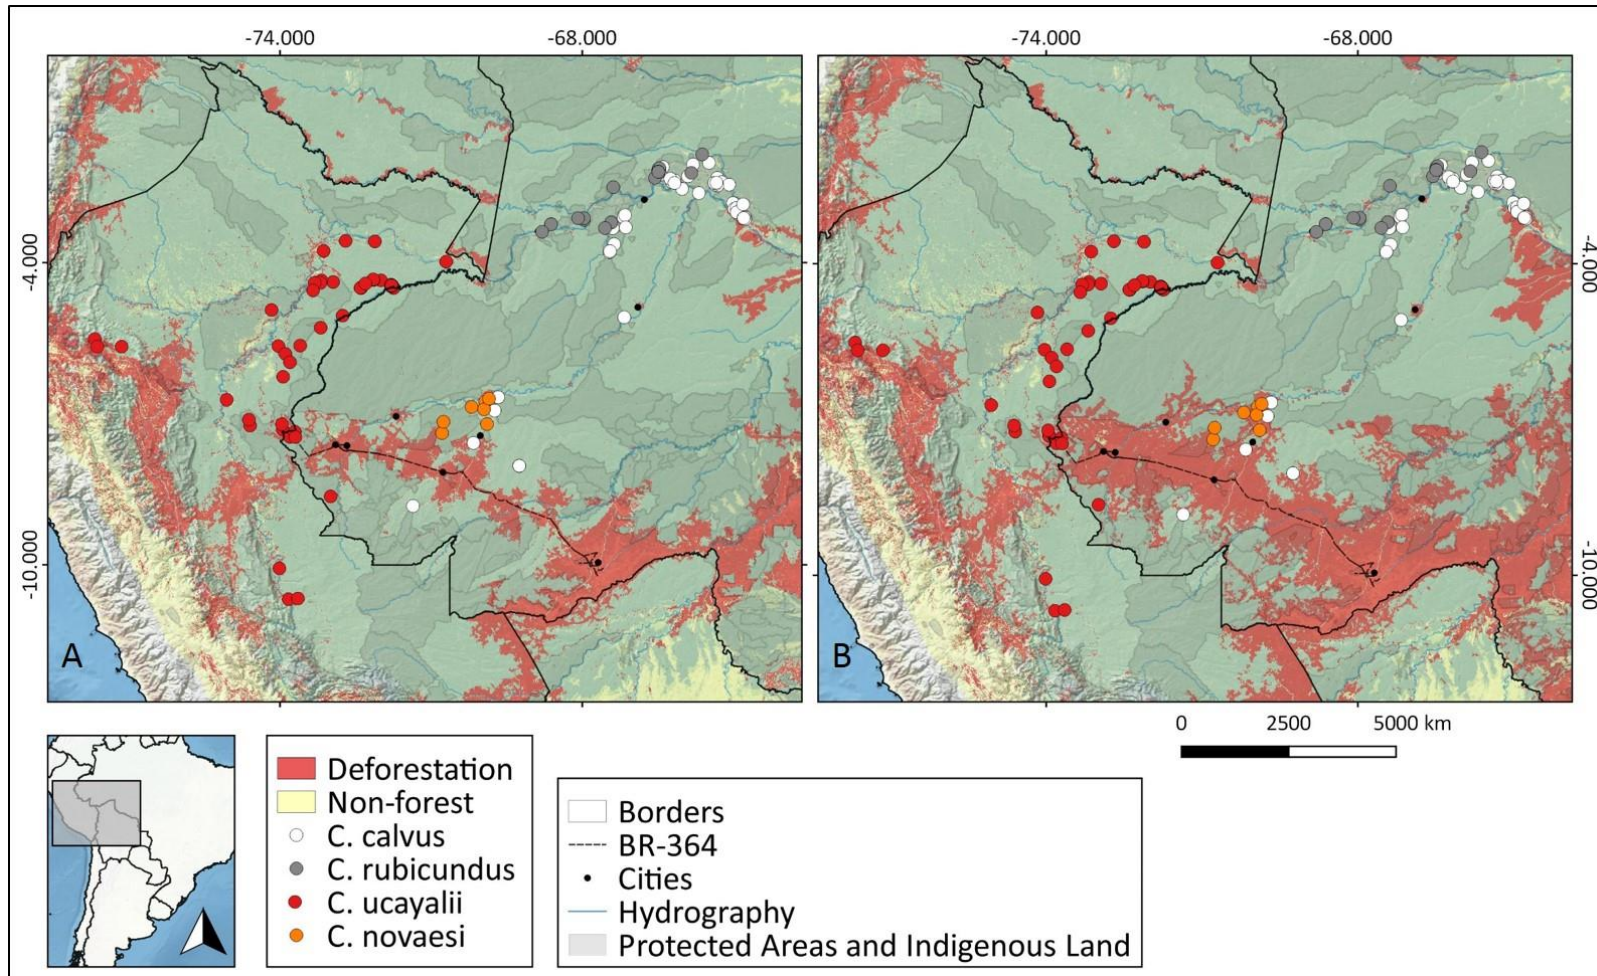 -74.000
-68.000
-74.000
-68.000
-4.000
-4.000
-10.000
-10.000
A
B
0 2500 5000 km
Deforestation
Non-forest
C. calvus
C. rubicundus
C. ucayalii
C. novaesi
Borders
BR-364
Cities
Hydrography
Protected Areas and Indigenous Land